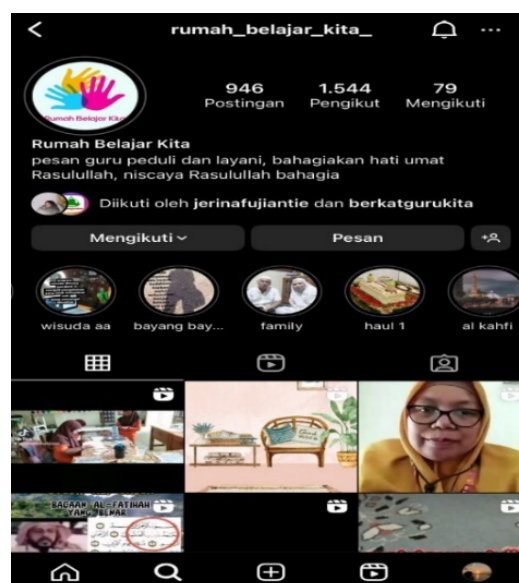 rumah_belajar_kita_
Rumah Belajar Kita
946 1.544 79
Postingan Pengikut Mengikuti
Rumah Belajar Kita
pesan guru peduli dan layani, bahagiakan hati umat
Rasulullah, niscaya Rasulullah bahagia
Diikuti oleh jerinafujiantie dan berkatgurukita
Mengikuti Pesan
wisuda aa bayang bay... family haul 1 al kahfi
BACAAN AL-FATIHAH
YANG BENAR